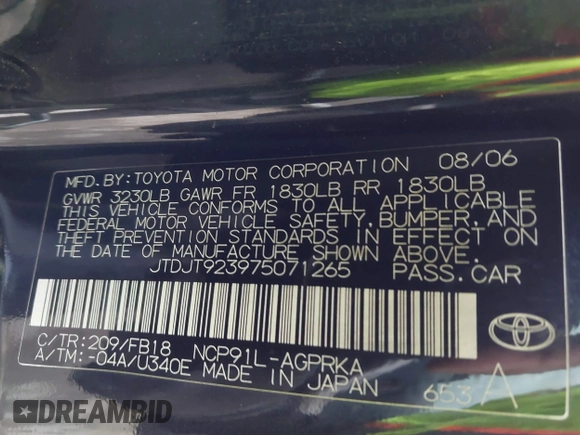 MFD.BY:TOYOTA MOTOR CORPORATION 08/06
GVWR 3230LB GAWR FR 1830LB RR 1830LB
THIS VEHICLE CONFORMS TO ALL APPLICABLE
FEDERAL MOTOR VEHICLE SAFETY,BUMPER,AND
THEFT PREVENTION STANDARDS IN EFFECT ON
THE DATE OF MANUFACTURE SHOWN ABOVE.
JTDJT923975071265 PASS.CAR
C/TR:209/FB18 NCP91L-AGPRKA
A/TM:-04A/U340E MADE IN JAPAN 653 A
DREAMBID